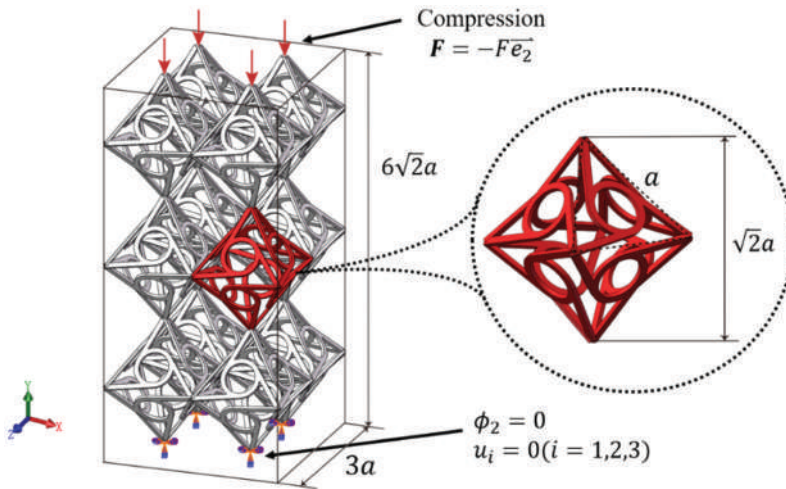 Compression
𝑭 = −𝐹𝑒₂⃗
6√2𝑎
𝑎
√2𝑎
Y
X
Z
ϕ₂ = 0
𝑢ᵢ = 0(𝑖 = 1,2,3)
3𝑎